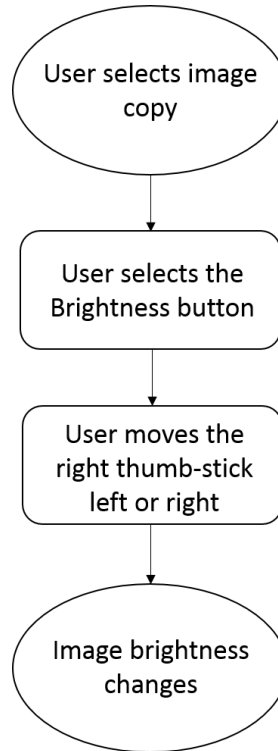 User selects image
copy
User selects the
Brightness button
User moves the
right thumb-stick
left or right
Image brightness
changes